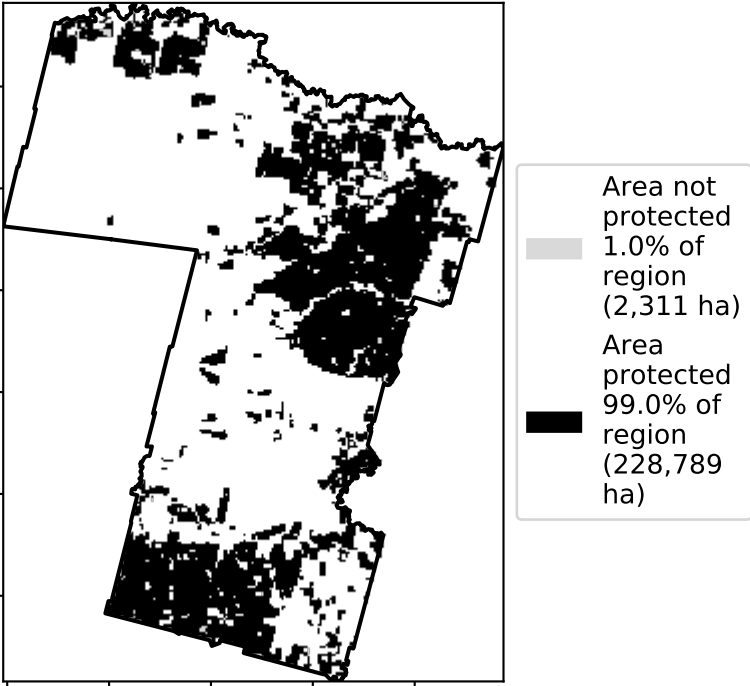 Area not
protected
1.0% of
region
(2,311 ha)
Area
protected
99.0% of
region
(228,789
ha)